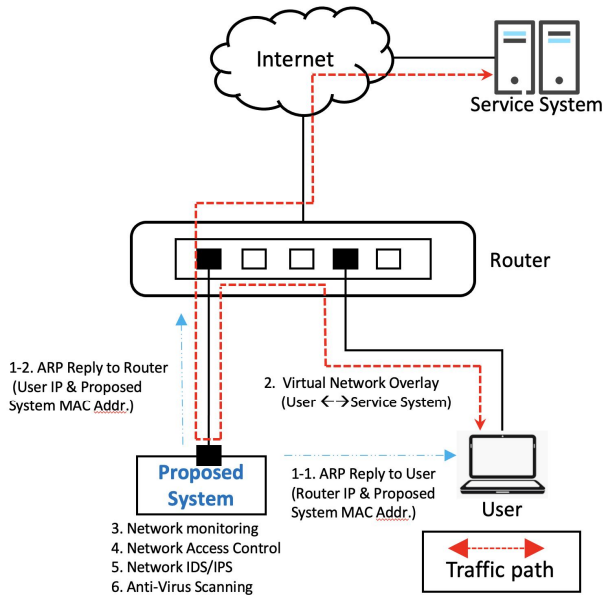 Internet
Service System
Router
1-2. ARP Reply to Router
(User IP & Proposed
System MAC Addr.)
2. Virtual Network Overlay
(User ←→Service System)
Proposed
System
1-1. ARP Reply to User
(Router IP & Proposed
System MAC Addr.)
User
3. Network monitoring
4. Network Access Control
5. Network IDS/IPS
6. Anti-Virus Scanning
Traffic path